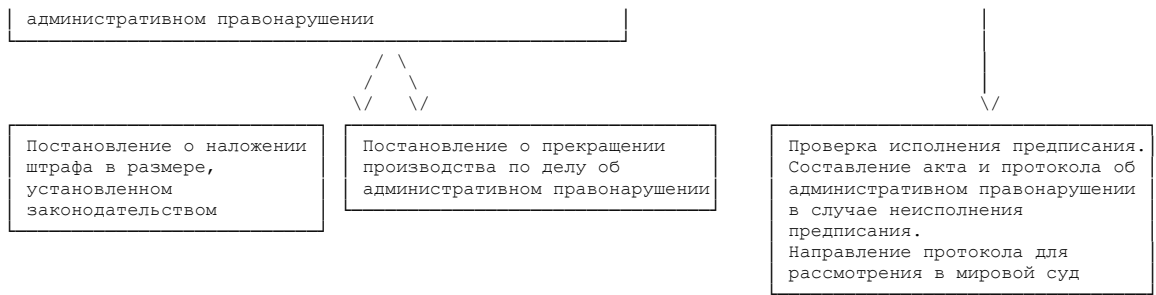 административном правонарушении
Постановление о наложении
штрафа в размере,
установленном
законодательством
Постановление о прекращении
производства по делу об
административном правонарушении
Проверка исполнения предписания.
Составление акта и протокола об
административном правонарушении
в случае неисполнения
предписания.
Направление протокола для
рассмотрения в мировой суд